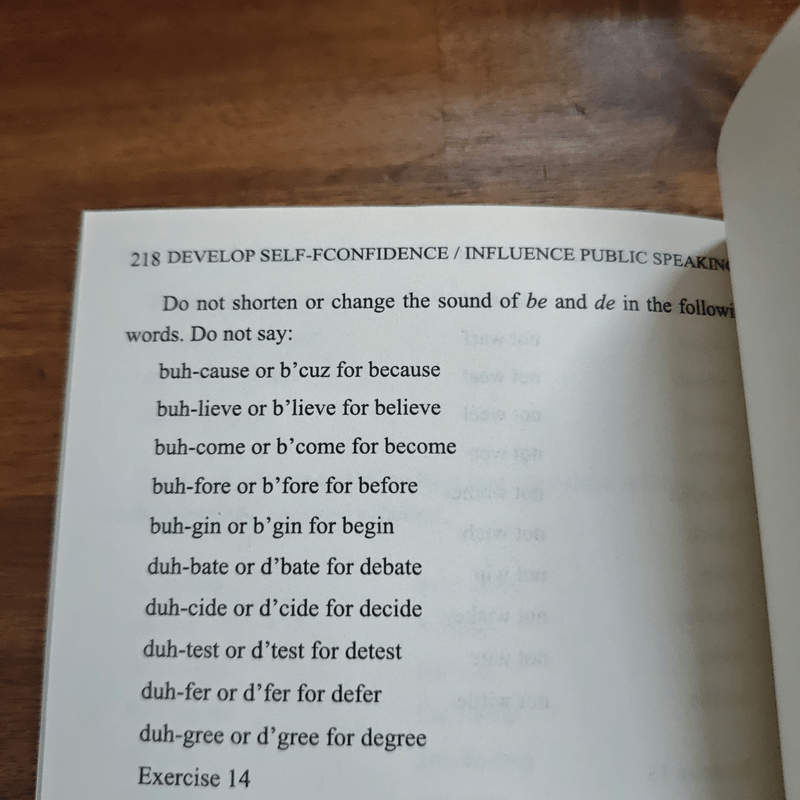 218 DEVELOP SELF-FCONFIDENCE / INFLUENCE PUBLIC SPEAKING
Do not shorten or change the sound of be and de in the followi
words. Do not say:
buh-cause or b’cuz for because
buh-lieve or b’lieve for believe
buh-come or b’come for become
buh-fore or b’fore for before
buh-gin or b’gin for begin
duh-bate or d’bate for debate
duh-cide or d’cide for decide
duh-test or d’test for detest
duh-fer or d’fer for defer
duh-gree or d’gree for degree
Exercise 14